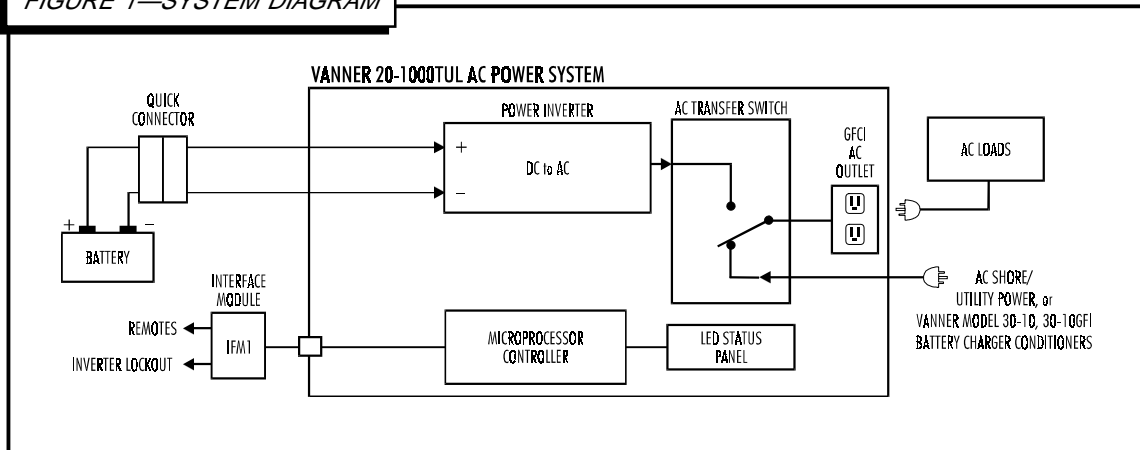 FIGURE 1—SYSTEM DIAGRAM
VANNER 20-1000TUL AC POWER SYSTEM
QUICK
CONNECTOR
POWER INVERTER
AC TRANSFER SWITCH
GFCI
AC
OUTLET
AC LOADS
+
DC to AC
–
+
–
BATTERY
INTERFACE
MODULE
REMOTES
IFM1
INVERTER LOCKOUT
MICROPROCESSOR
CONTROLLER
LED STATUS
PANEL
AC SHORE/
UTILITY POWER, or
VANNER MODEL 30-10, 30-10GFI
BATTERY CHARGER CONDITIONERS